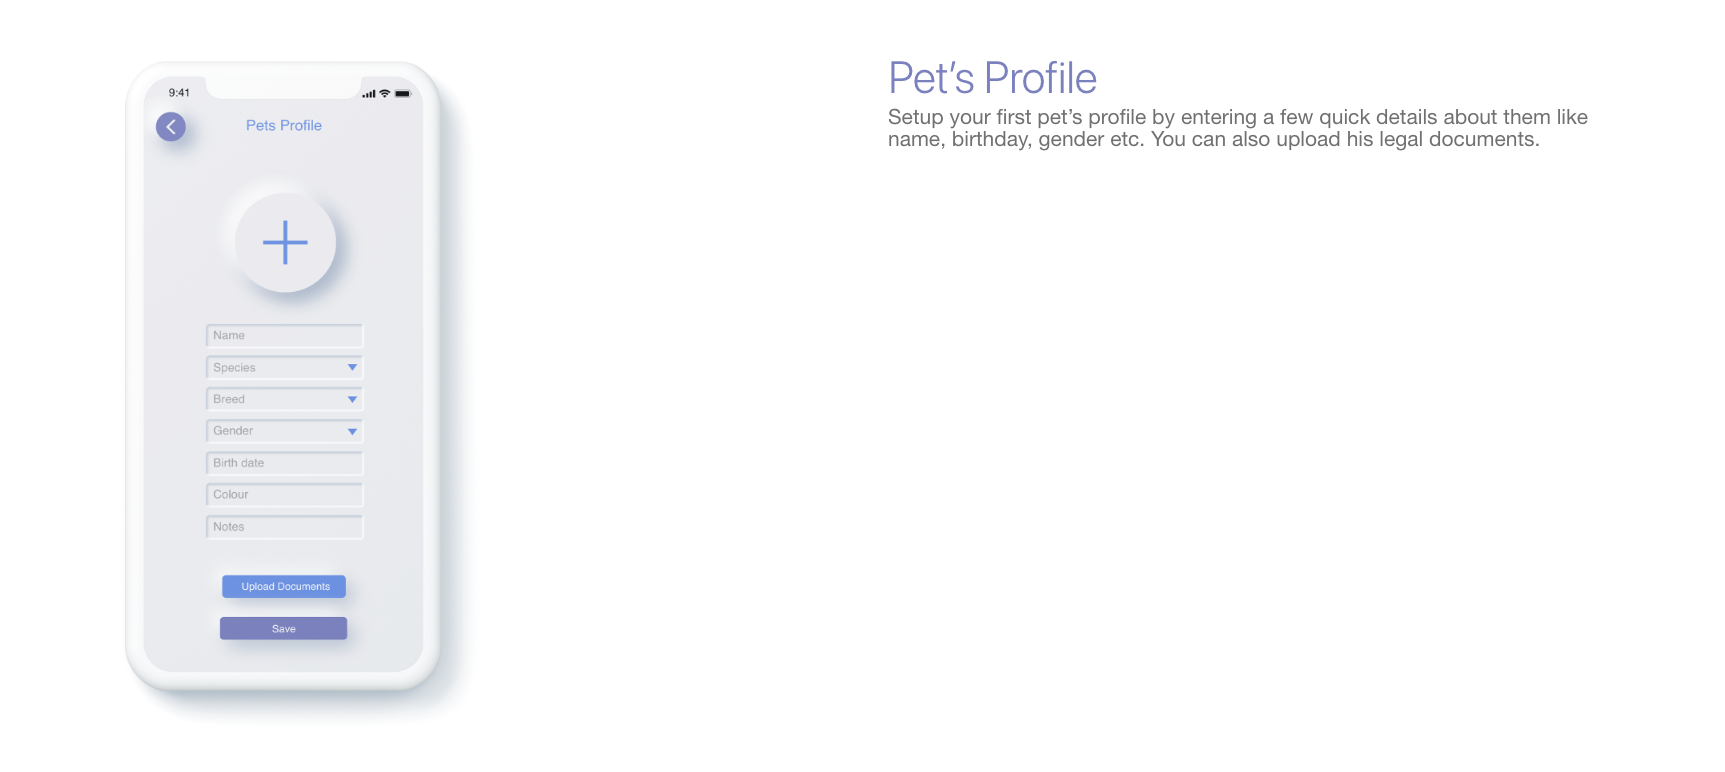 9:41
Pets Profile
Name
Species
Breed
Gender
Birth date
Colour
Notes
Upload Documents
Save
Pet’s Profile
Setup your first pet’s profile by entering a few quick details about them like
name, birthday, gender etc. You can also upload his legal documents.